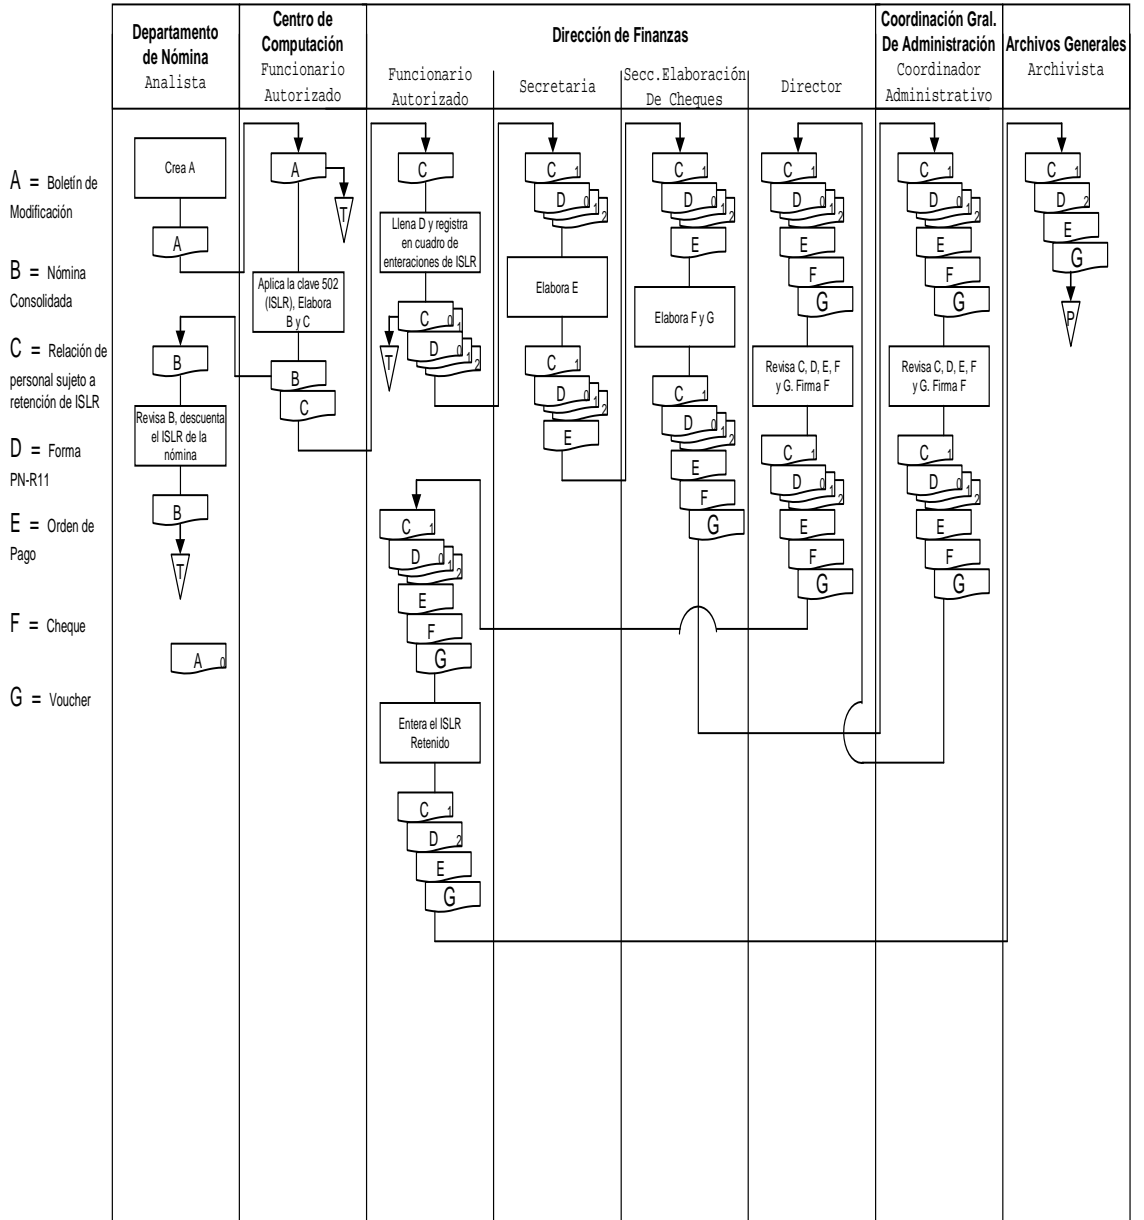 Departamento
de Nómina
Analista
Centro de
Computación
Funcionario
Autorizado
Dirección de Finanzas
Funcionario
Autorizado
Secretaria
Secc.Elaboración
De Cheques
Director
Coordinación Gral.
De Administración
Coordinador
Administrativo
Archivos Generales
Archivista
A = Boletín de
Modificación
B = Nómina
Consolidada
C = Relación de
personal sujeto a
retención de ISLR
D = Forma
PN-R11
E = Orden de
Pago
F = Cheque
G = Voucher
Crea A
A
B
Revisa B, descuenta
el ISLR de la
nómina
B
T
A 0
A
T
Aplica la clave 502
(ISLR), Elabora
B y C
B
C
C
Llena D y registra
en cuadro de
enteraciones de ISLR
C 0 1
T
D 0 1 2
C 1
D 0 1 2
E
F
G
Entera el ISLR
Retenido
C 1
D 2
E
G
C 1
D 0 1 2
Elabora E
C 1
D 0 1 2
E
C 1
D 0 1 2
E
Elabora F y G
C 1
D 0 1 2
E
F
G
C 1
D 0 1 2
E
F
G
Revisa C, D, E, F
y G. Firma F
C 1
D 0 1 2
E
F
G
C 1
D 0 1 2
E
F
G
Revisa C, D, E, F
y G. Firma F
C 1
D 0 1 2
E
F
G
C 1
D 2
E
G
P